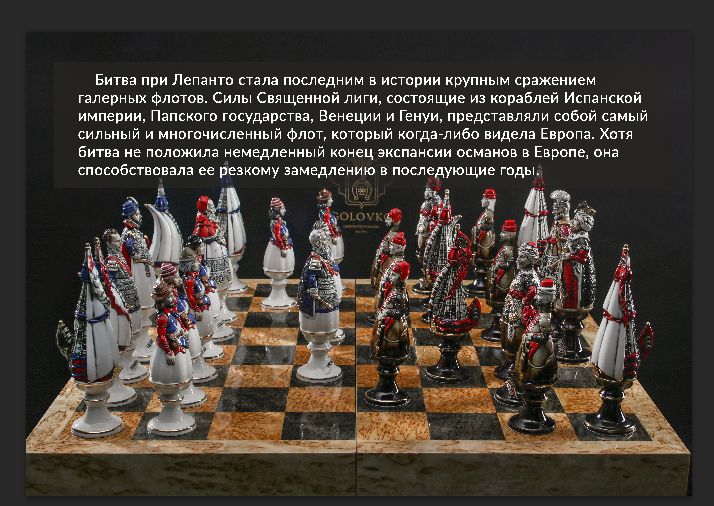 Битва при Лепанто стала последним в истории крупным сражением
галерных флотов. Силы Священной лиги, состоящие из кораблей Испанской
империи, Папского государства, Венеции и Генуи, представляли собой самый
сильный и многочисленный флот, который когда-либо видела Европа. Хотя
битва не положила немедленный конец экспансии османов в Европе, она
способствовала ее резкому замедлению в последующие годы.
GOLOVKO